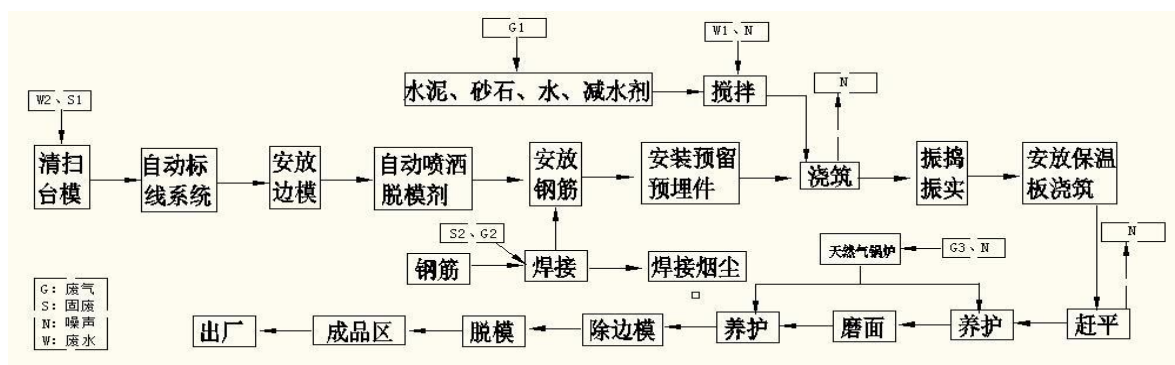 G1
W1、N
水泥、砂石、水、减水剂
搅拌
N
W2、S1
清扫
台模
自动标
线系统
安放
边模
自动喷洒
脱模剂
安放
钢筋
安装预留
预埋件
浇筑
振捣
振实
安放保温
板浇筑
S2、G2
钢筋
焊接
焊接烟尘
天然气锅炉
G3、N
N
G：废气
S：固废
N：噪声
W：废水
出厂
成品区
脱模
除边模
养护
磨面
养护
赶平